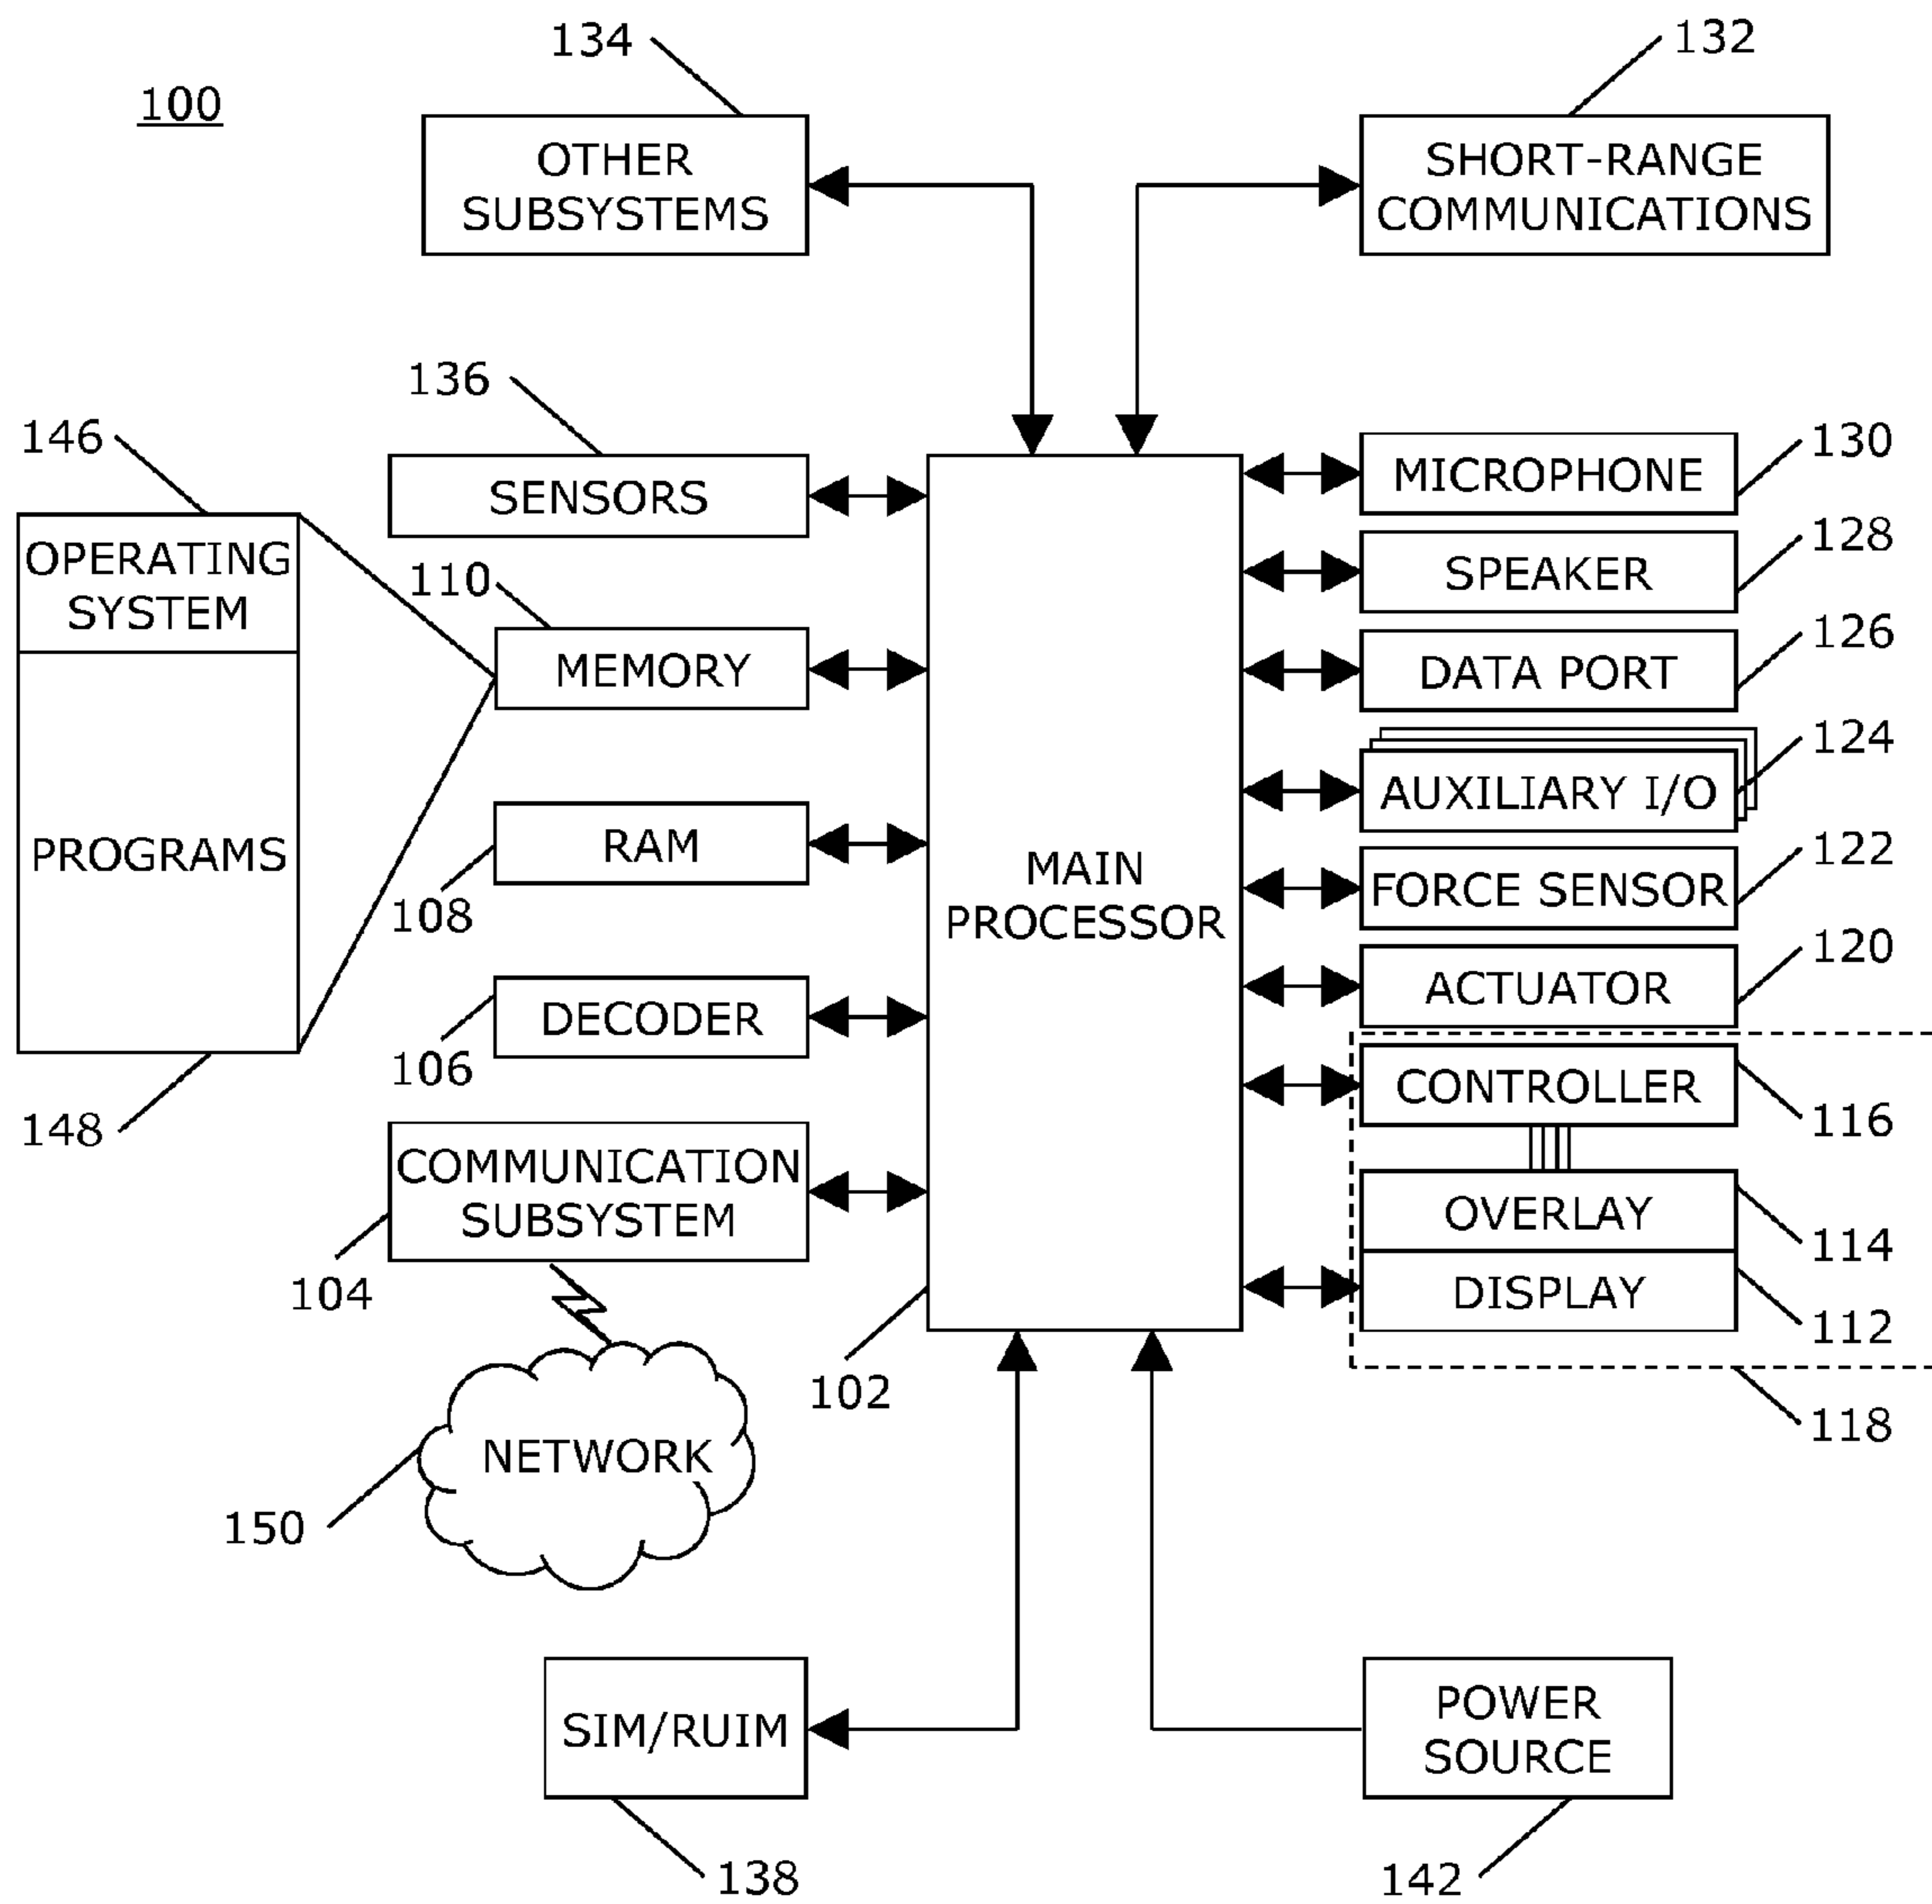 134
132
100
OTHER
SUBSYSTEMS
SHORT-RANGE
COMMUNICATIONS
136
146
SENSORS
MICROPHONE
130
OPERATING
SYSTEM
110
SPEAKER
128
MEMORY
DATA PORT
126
AUXILIARY I/O
124
PROGRAMS
RAM
108
MAIN
PROCESSOR
FORCE SENSOR
122
DECODER
106
ACTUATOR
120
148
CONTROLLER
116
COMMUNICATION
SUBSYSTEM
104
OVERLAY
114
DISPLAY
112
102
118
NETWORK
150
SIM/RUIM
POWER
SOURCE
138
142